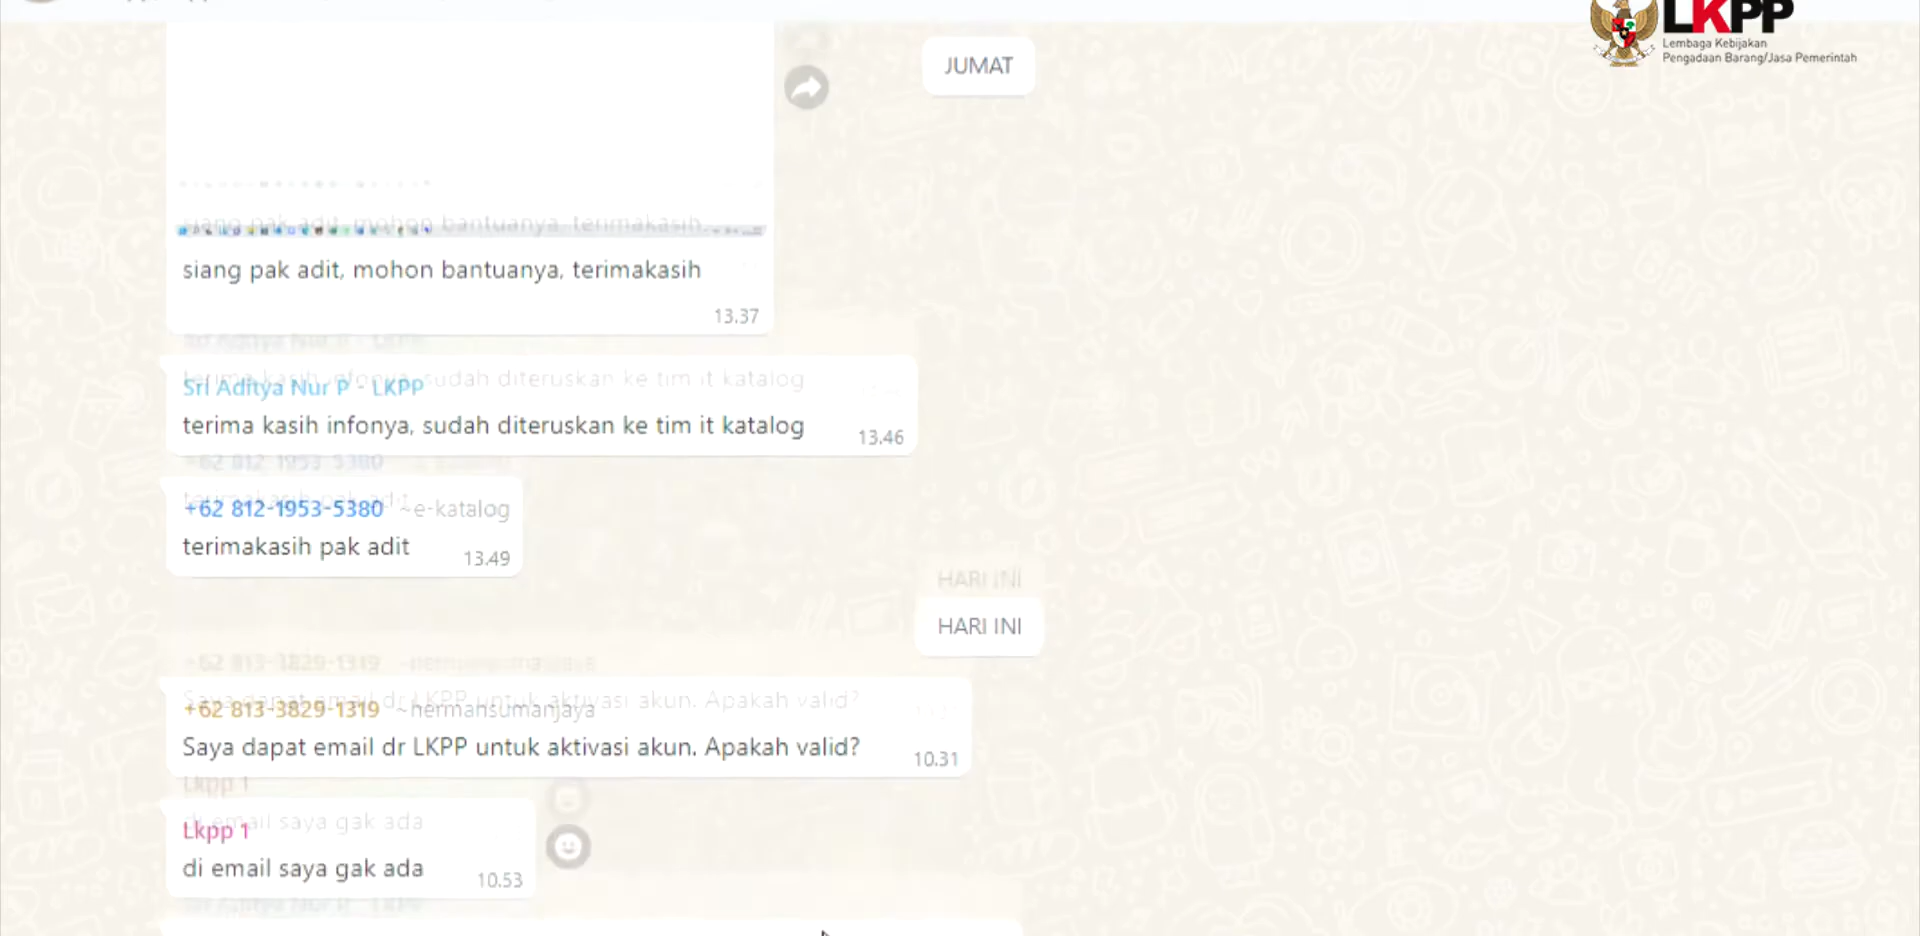 LKPP
Lembaga Kebijakan
Pengadaan Barang/Jasa Pemerintah
JUMAT
siang pak adit, mohon bantuanya, terimakasih
13.37
Sri Aditya Nur P - LKPP
terima kasih infonya, sudah diteruskan ke tim it katalog
13.46
+62 812-1953-5380 ~e-katalog
terimakasih pak adit
13.49
HARI INI
+62 813-3829-1319 ~hermansumanjaya
Saya dapat email dr LKPP untuk aktivasi akun. Apakah valid?
10.31
Lkpp 1
di email saya gak ada
10.53